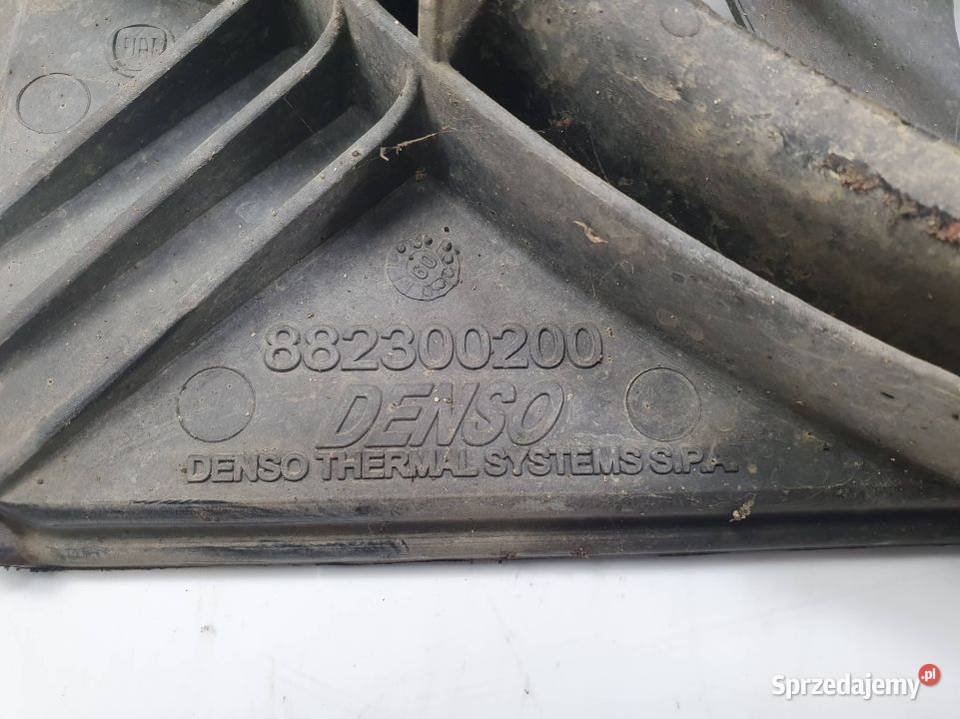 FIAT
882300200
DENSO
DENSO THERMAL SYSTEMS S.P.A.
Sprzedajemy.pl